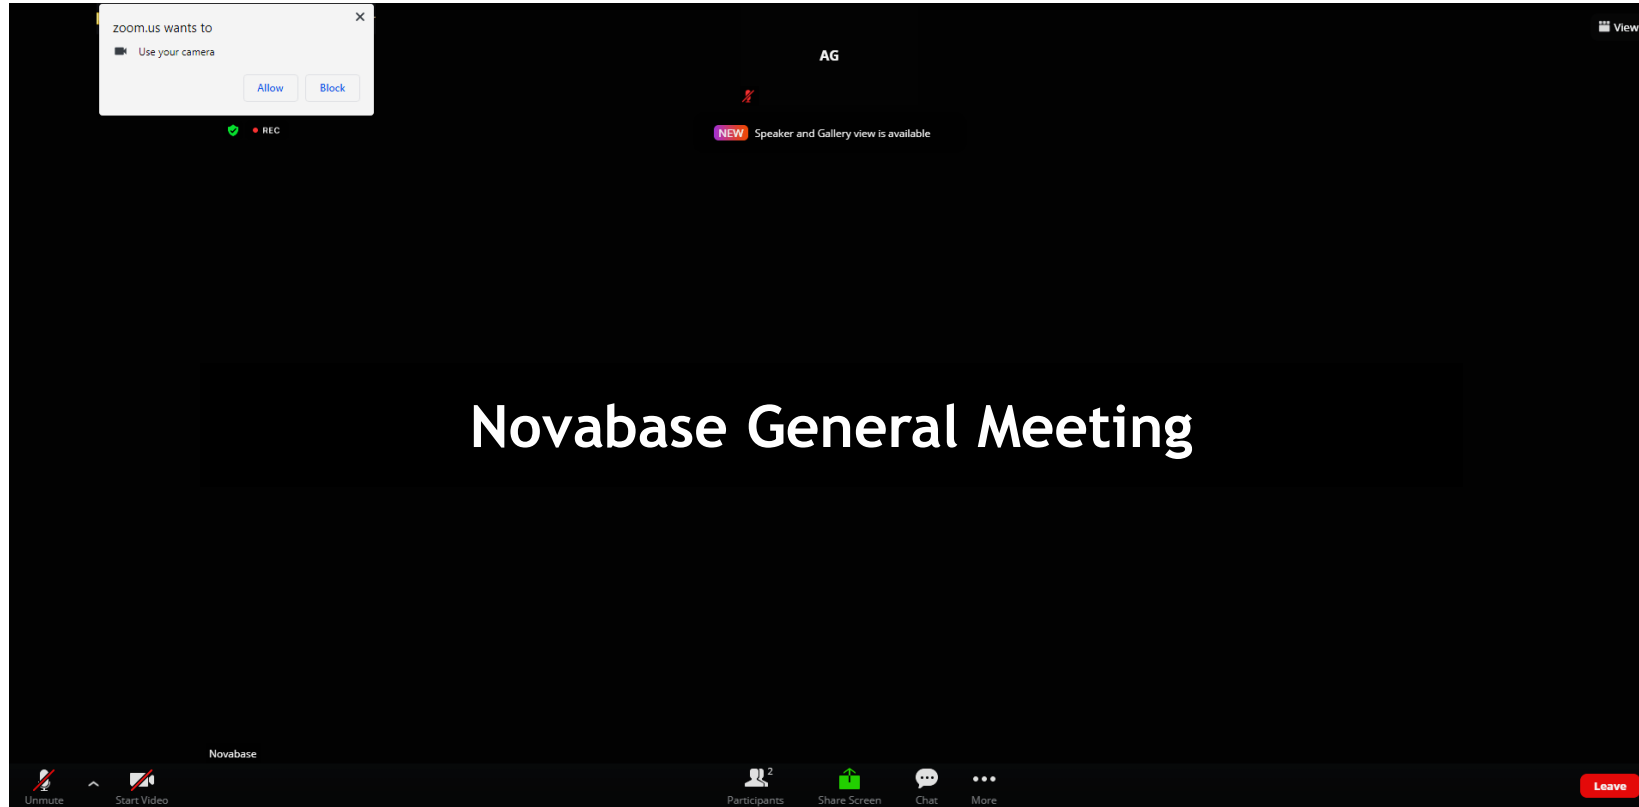 zoom.us wants to
Use your camera
Allow Block
View
AG
REC
NEW Speaker and Gallery view is available
Novabase General Meeting
Novabase
2
Unmute Start Video Participants Share Screen Chat More Leave